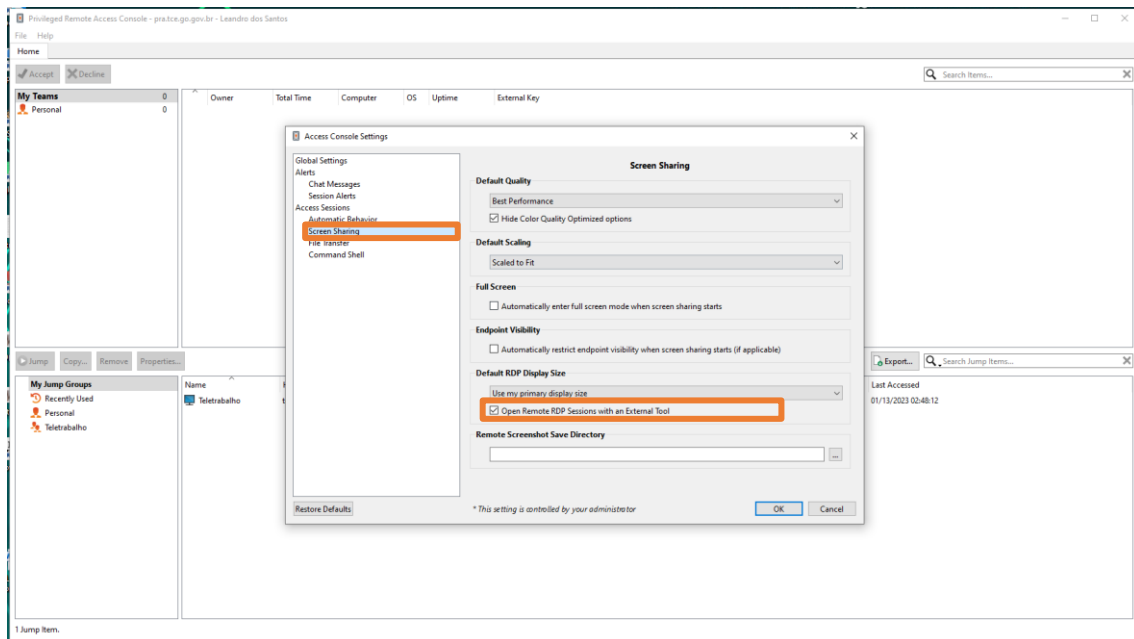 Privileged Remote Access Console - pra.tce.go.gov.br - Leandro dos Santos
File Help
Home
Accept Decline Search Items...
My Teams 0
Personal 0
Owner Total Time Computer OS Uptime External Key
Access Console Settings
Global Settings
Alerts
Chat Messages
Session Alerts
Access Sessions
Automatic Behavior
Screen Sharing
File Transfer
Command Shell
Screen Sharing
Default Quality
Best Performance
Hide Color Quality Optimized options
Default Scaling
Scaled to Fit
Full Screen
Automatically enter full screen mode when screen sharing starts
Endpoint Visibility
Automatically restrict endpoint visibility when screen sharing starts (if applicable)
Default RDP Display Size
Use my primary display size
Open Remote RDP Sessions with an External Tool
Remote Screenshot Save Directory
...
Restore Defaults * This setting is controlled by your administrator OK Cancel
Jump Copy... Remove Properties... Export... Search Jump Items...
My Jump Groups
Recently Used
Personal
Teletrabalho
Name Last Accessed
Teletrabalho 01/13/2023 02:48:12
1 Jump Item.